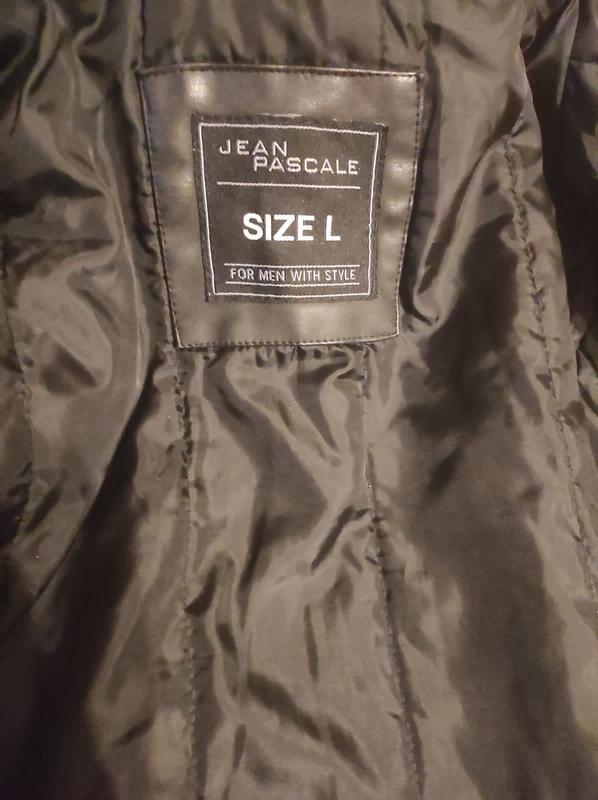 JEAN
PASCALE
SIZE L
FOR MEN WITH STYLE